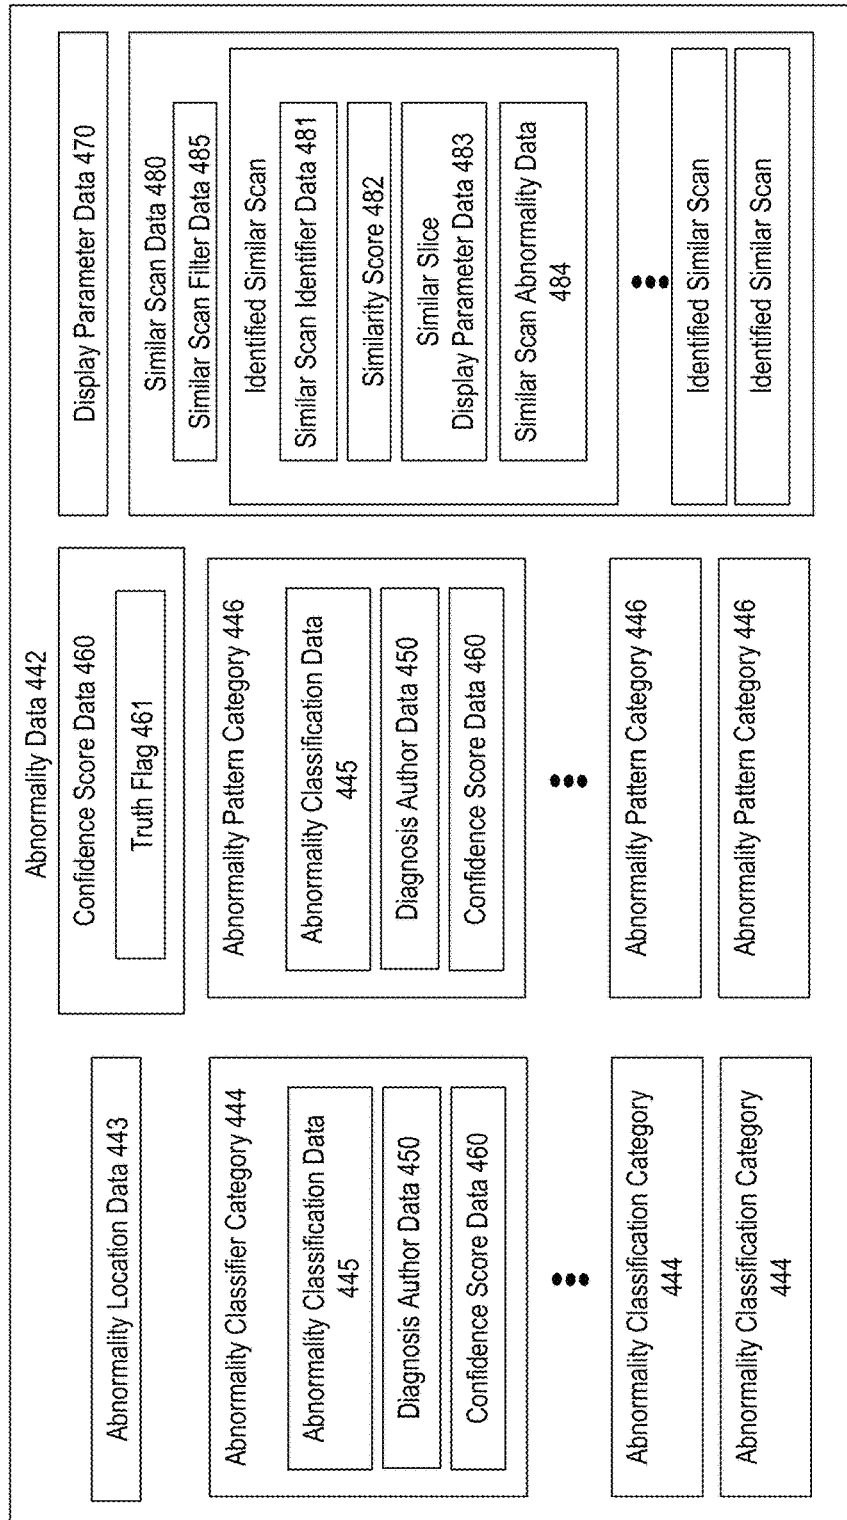 Abnormality Data 442
Abnormality Location Data 443
Abnormality Classifier Category 444
Abnormality Classification Data
445
Diagnosis Author Data 450
Confidence Score Data 460
Abnormality Classification Category
444
Abnormality Classification Category
444
Confidence Score Data 460
Truth Flag 461
Abnormality Pattern Category 446
Abnormality Classification Data
445
Diagnosis Author Data 450
Confidence Score Data 460
Abnormality Pattern Category 446
Abnormality Pattern Category 446
Display Parameter Data 470
Similar Scan Data 480
Similar Scan Filter Data 485
Identified Similar Scan
Similar Scan Identifier Data 481
Similarity Score 482
Similar Slice
Display Parameter Data 483
Similar Scan Abnormality Data
484
Identified Similar Scan
Identified Similar Scan